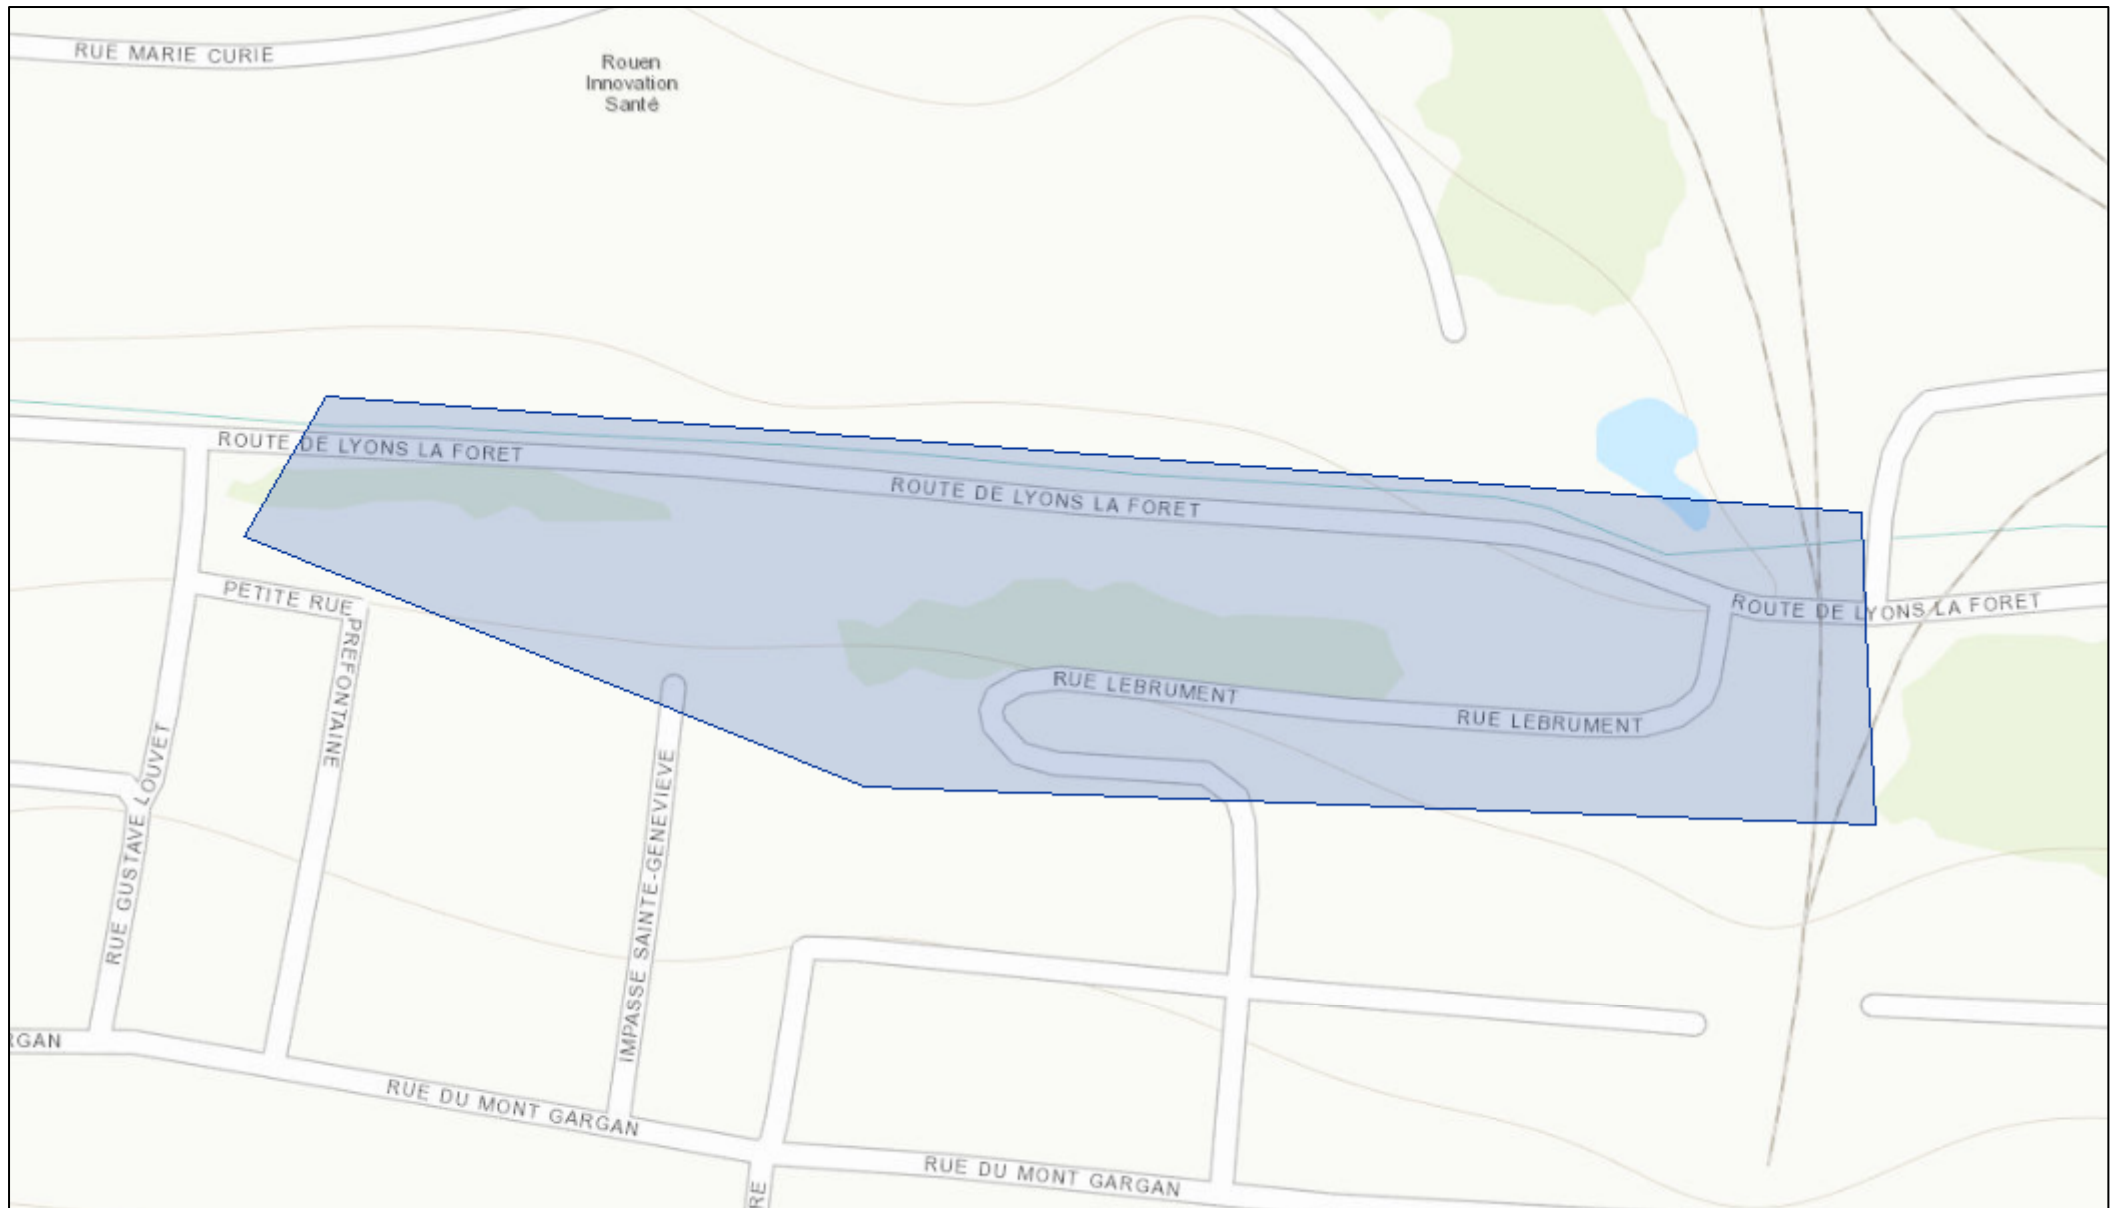 RUE MARIE CURIE
Rouen
Innovation
Santé
ROUTE DE LYONS LA FORET
ROUTE DE LYONS LA FORET
ROUTE DE LYONS LA FORET
PETITE RUE
PREFONTAINE
RUE LEBRUMENT
RUE LEBRUMENT
RUE GUSTAVE LOUVET
IMPASSE SAINTE-GENEVIEVE
RGAN
RUE DU MONT GARGAN
RUE DU MONT GARGAN
RE